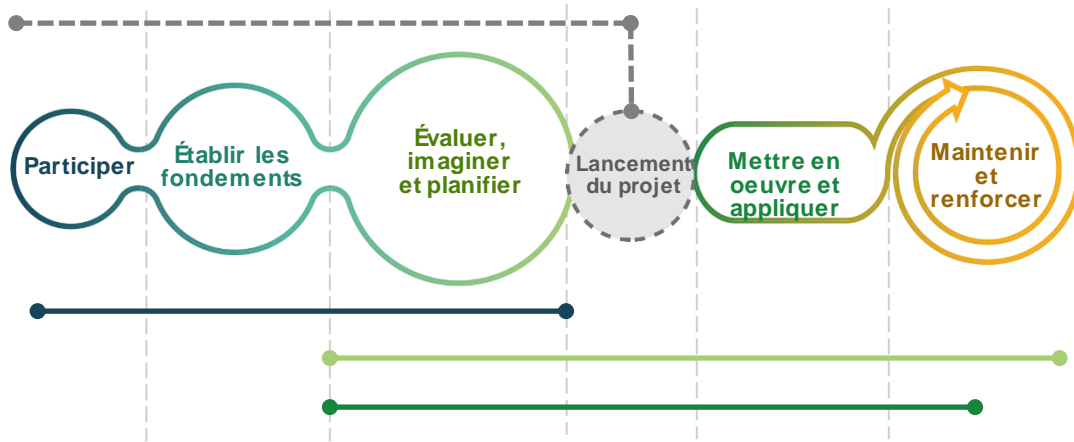 Participer
Établir les
fondements
Évaluer,
imaginer
et planifier
Lancement
du projet
Mettre en
oeuvre et
appliquer
Maintenir
et
renforcer